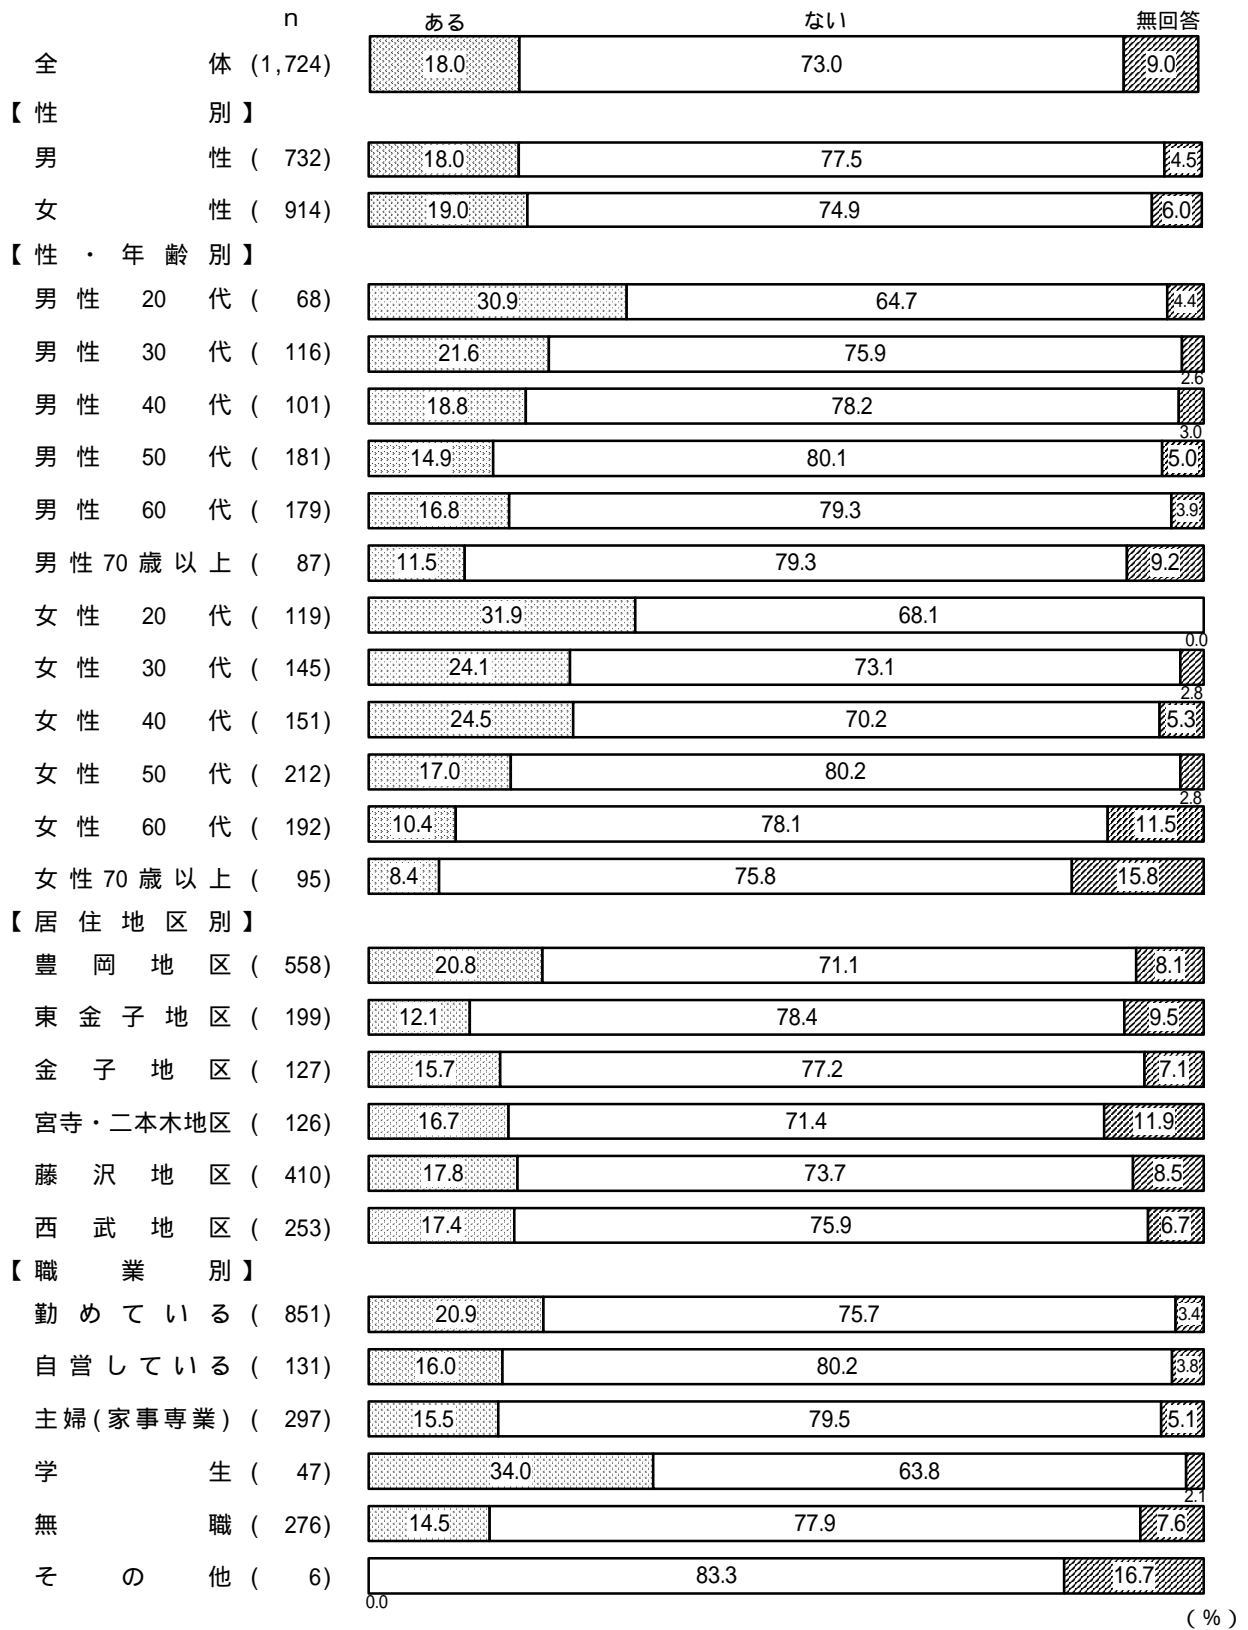 n ある ない 無回答
全体 (1,724) 18.0 73.0 9.0
【性別】
男性 ( 732) 18.0 77.5 4.5
女性 ( 914) 19.0 74.9 6.0
【性・年齢別】
男性 20 代 ( 68) 30.9 64.7 4.4
男性 30 代 ( 116) 21.6 75.9 2.6
男性 40 代 ( 101) 18.8 78.2 3.0
男性 50 代 ( 181) 14.9 80.1 5.0
男性 60 代 ( 179) 16.8 79.3 3.9
男性70歳以上 ( 87) 11.5 79.3 9.2
女性 20 代 ( 119) 31.9 68.1 0.0
女性 30 代 ( 145) 24.1 73.1 2.8
女性 40 代 ( 151) 24.5 70.2 5.3
女性 50 代 ( 212) 17.0 80.2 2.8
女性 60 代 ( 192) 10.4 78.1 11.5
女性70歳以上 ( 95) 8.4 75.8 15.8
【居住地区別】
豊岡地区 ( 558) 20.8 71.1 8.1
東金子地区 ( 199) 12.1 78.4 9.5
金子地区 ( 127) 15.7 77.2 7.1
宮寺・二本木地区 ( 126) 16.7 71.4 11.9
藤沢地区 ( 410) 17.8 73.7 8.5
西武地区 ( 253) 17.4 75.9 6.7
【職業別】
勤めている ( 851) 20.9 75.7 3.4
自営している ( 131) 16.0 80.2 3.8
主婦(家事専業) ( 297) 15.5 79.5 5.1
学生 ( 47) 34.0 63.8 2.1
無職 ( 276) 14.5 77.9 7.6
その他 ( 6) 0.0 83.3 16.7
(%)